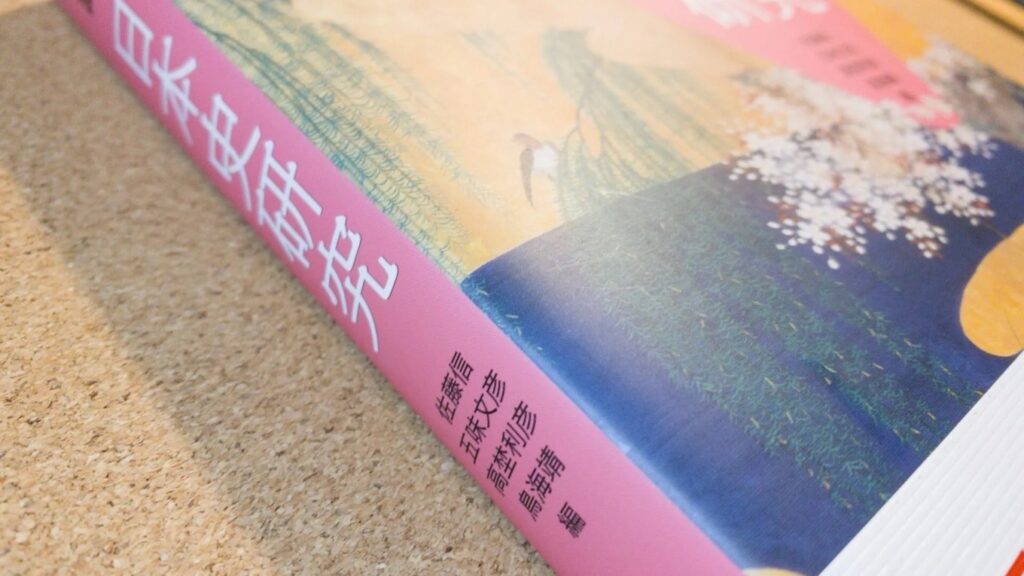 日本史研究
佐藤信
五味文彦
高埜利彦
鳥海靖
編